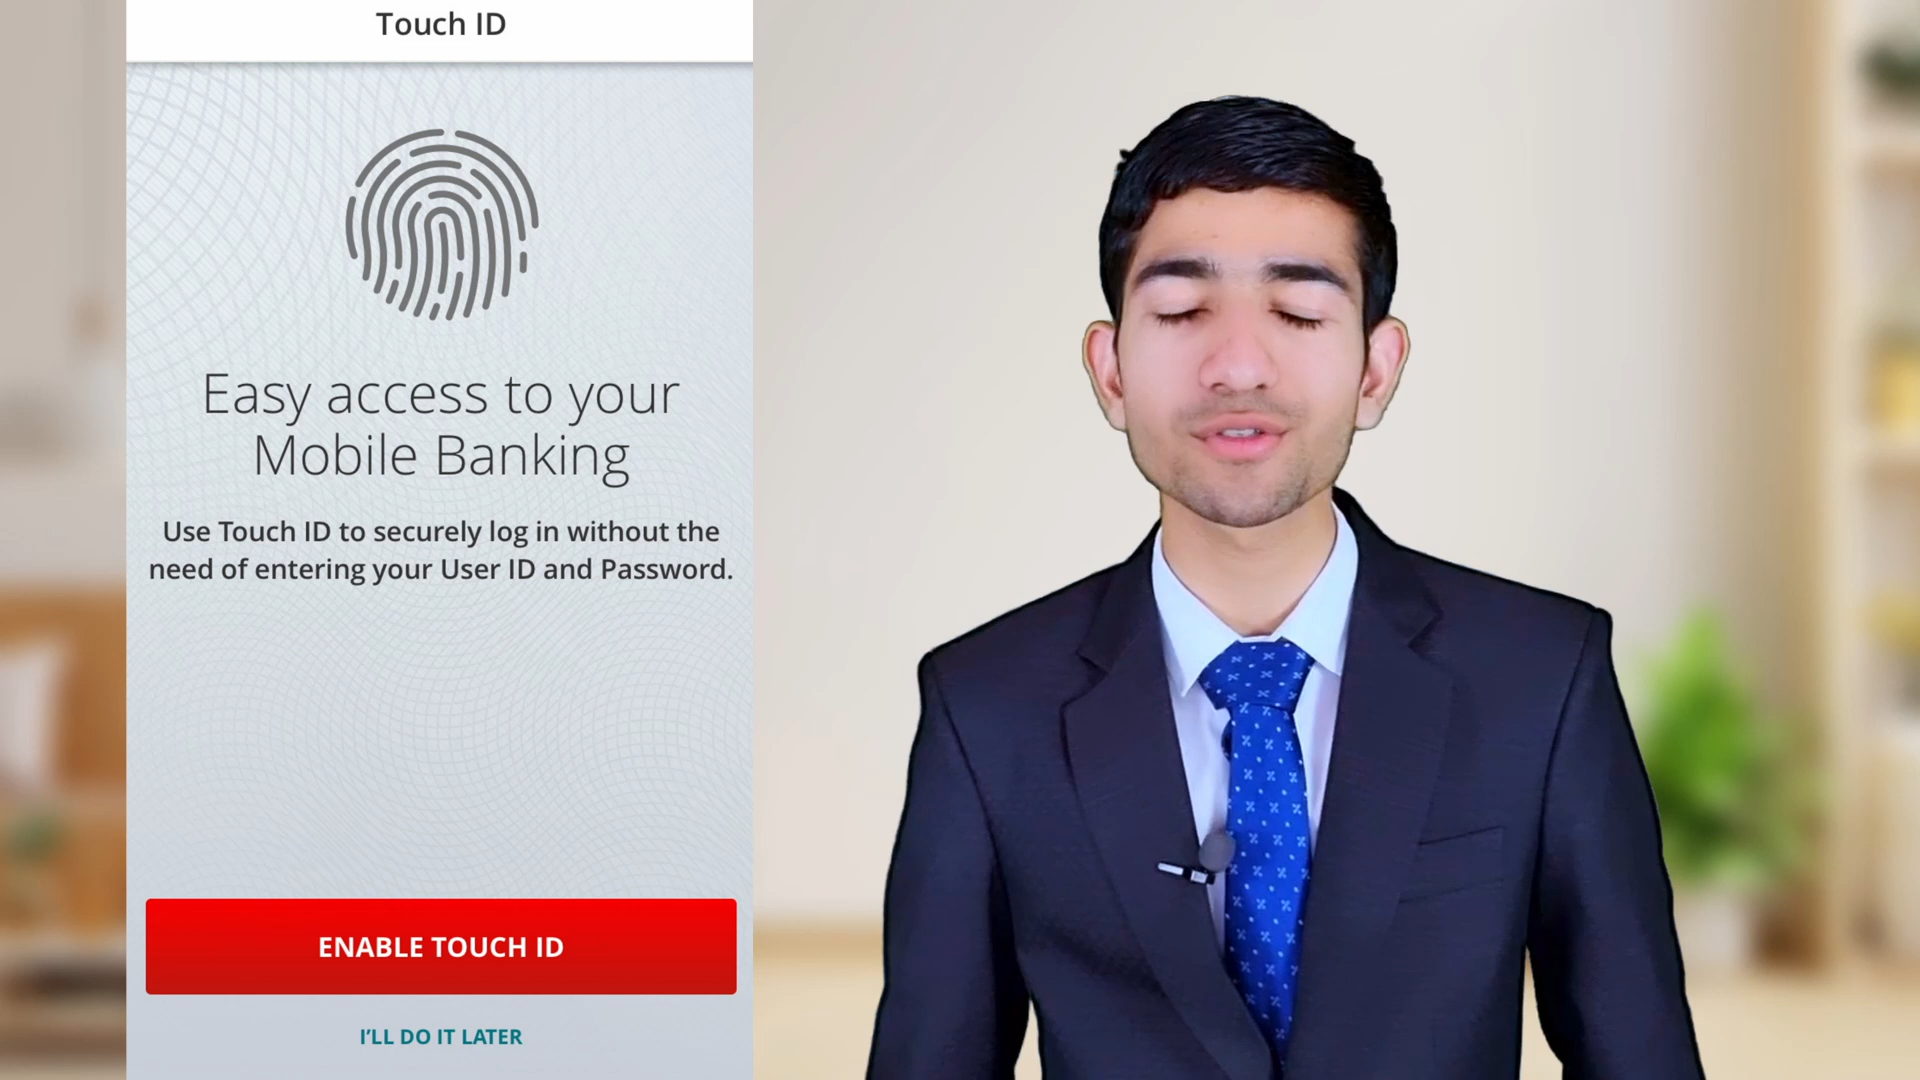 Touch ID
Easy access to your
Mobile Banking
Use Touch ID to securely log in without the
need of entering your User ID and Password.
ENABLE TOUCH ID
I'LL DO IT LATER